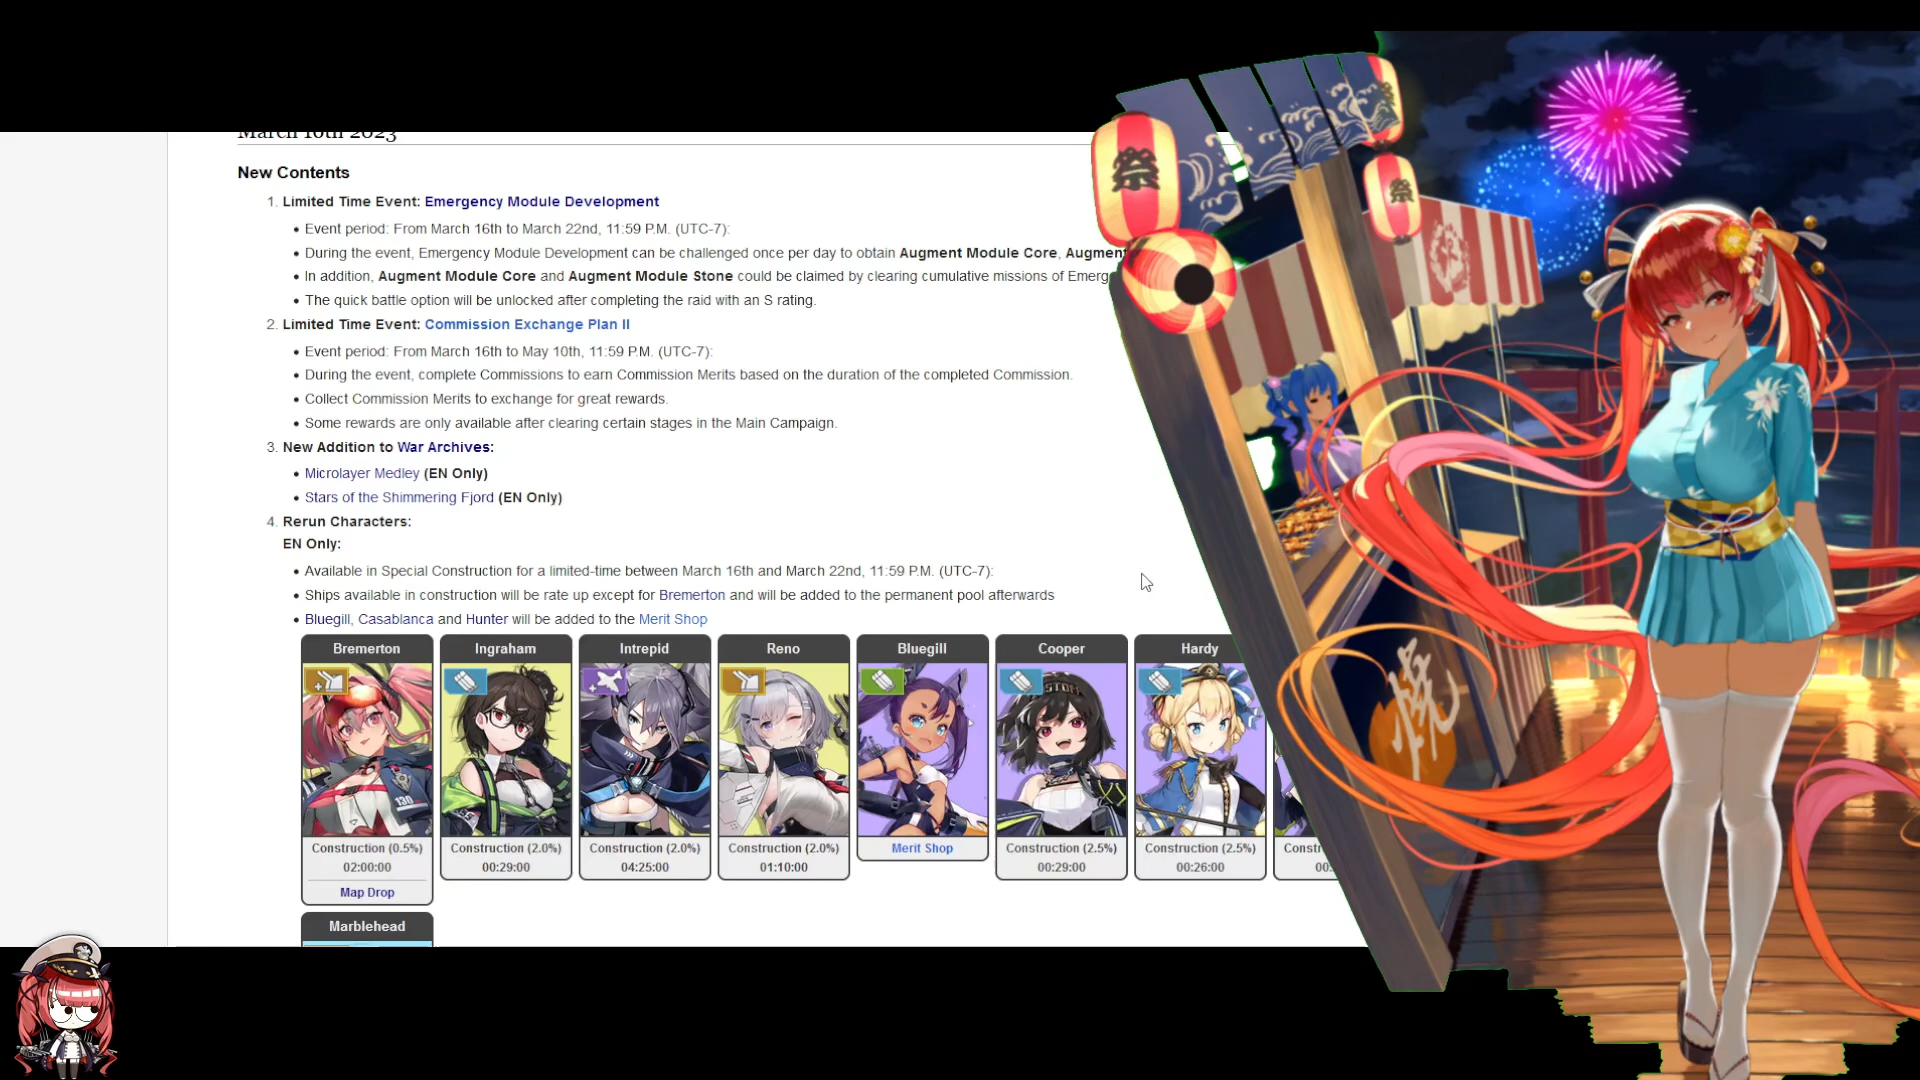 March 16th 2023
New Contents
1. Limited Time Event: Emergency Module Development
• Event period: From March 16th to March 22nd, 11:59 P.M. (UTC-7):
• During the event, Emergency Module Development can be challenged once per day to obtain Augment Module Core, Augment
• In addition, Augment Module Core and Augment Module Stone could be claimed by clearing cumulative missions of Emerg
• The quick battle option will be unlocked after completing the raid with an S rating.
2. Limited Time Event: Commission Exchange Plan II
• Event period: From March 16th to May 10th, 11:59 P.M. (UTC-7):
• During the event, complete Commissions to earn Commission Merits based on the duration of the completed Commission.
• Collect Commission Merits to exchange for great rewards.
• Some rewards are only available after clearing certain stages in the Main Campaign.
3. New Addition to War Archives:
• Microlayer Medley (EN Only)
• Stars of the Shimmering Fjord (EN Only)
4. Rerun Characters:
EN Only:
• Available in Special Construction for a limited-time between March 16th and March 22nd, 11:59 P.M. (UTC-7):
• Ships available in construction will be rate up except for Bremerton and will be added to the permanent pool afterwards
• Bluegill, Casablanca and Hunter will be added to the Merit Shop
Bremerton Ingraham Intrepid Reno Bluegill Cooper Hardy
130
Construction (0.5%) Construction (2.0%) Construction (2.0%) Construction (2.0%) Merit Shop Construction (2.5%) Construction (2.5%) Constr
02:00:00 00:29:00 04:25:00 01:10:00 00:29:00 00:26:00 00:
Map Drop
Marblehead
祭
祭
焼